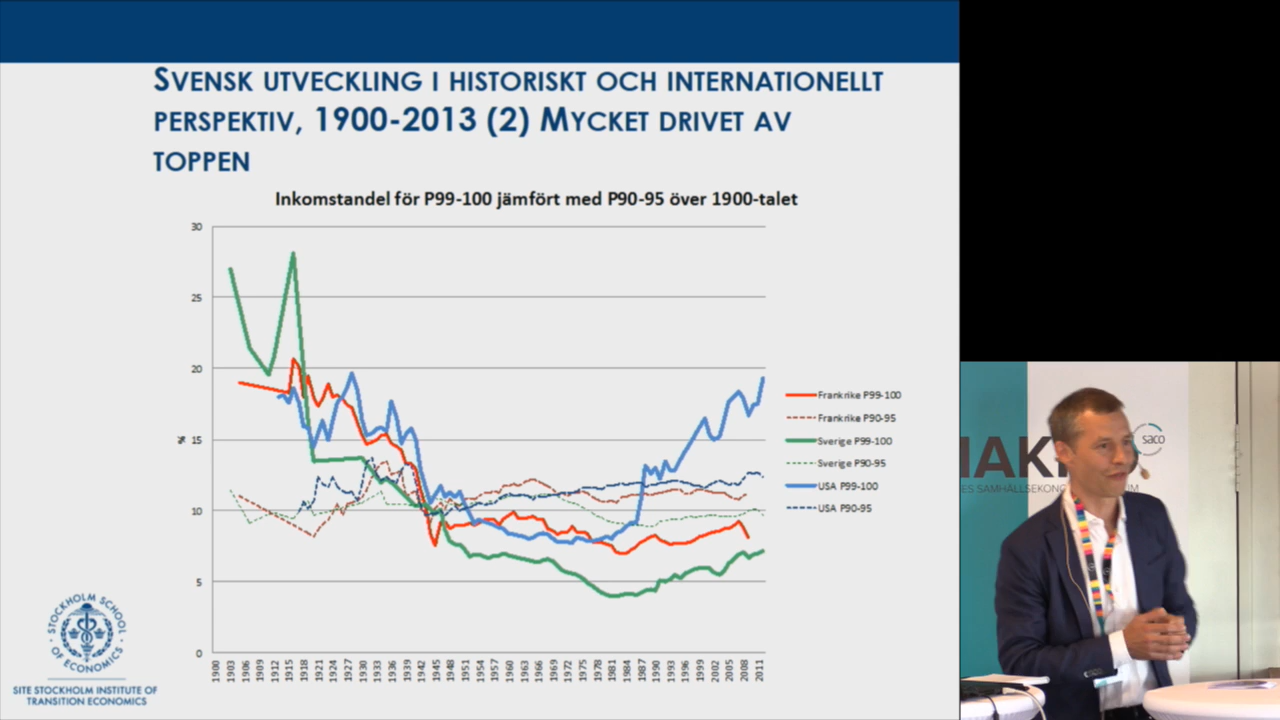 SVENSK UTVECKLING I HISTORISKT OCH INTERNATIONELLT
PERSPEKTIV, 1900-2013 (2) MYCKET DRIVET AV
TOPPEN
Inkomstandel för P99-100 jämfört med P90-95 över 1900-talet
30
25
20
15
10
5
0
%
1900 1903 1906 1909 1912 1915 1918 1921 1924 1927 1930 1933 1936 1939 1942 1945 1948 1951 1954 1957 1960 1963 1966 1969 1972 1975 1978 1981 1984 1987 1990 1993 1996 1999 2002 2005 2008 2011
Frankrike P99-100
Frankrike P90-95
Sverige P99-100
Sverige P90-95
USA P99-100
USA P90-95
STOCKHOLM SCHOOL
OF ECONOMICS
SITE STOCKHOLM INSTITUTE OF
TRANSITION ECONOMICS
saco
SAMHÄLLSEKONO